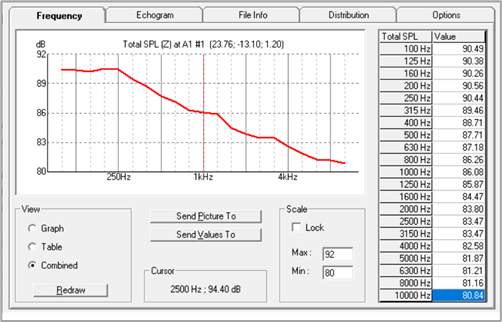 Frequency Echogram File Info Distribution Options
dB Total SPL (Z) at A1 #1 (23.76; -13.10; 1.20)
92
89
86
83
80
250Hz 1kHz 4kHz
View
Graph
Table
Combined
Redraw
Send Picture To
Send Values To
Cursor
2500 Hz ; 94.40 dB
Scale
Lock
Max : 92
Min : 80
Total SPL Value
100 Hz 90.49
125 Hz 90.38
160 Hz 90.26
200 Hz 90.56
250 Hz 90.44
315 Hz 89.46
400 Hz 88.71
500 Hz 87.71
630 Hz 87.18
800 Hz 86.26
1000 Hz 86.08
1250 Hz 85.87
1600 Hz 84.47
2000 Hz 83.80
2500 Hz 83.47
3150 Hz 83.47
4000 Hz 82.58
5000 Hz 81.87
6300 Hz 81.21
8000 Hz 81.16
10000 Hz 80.84